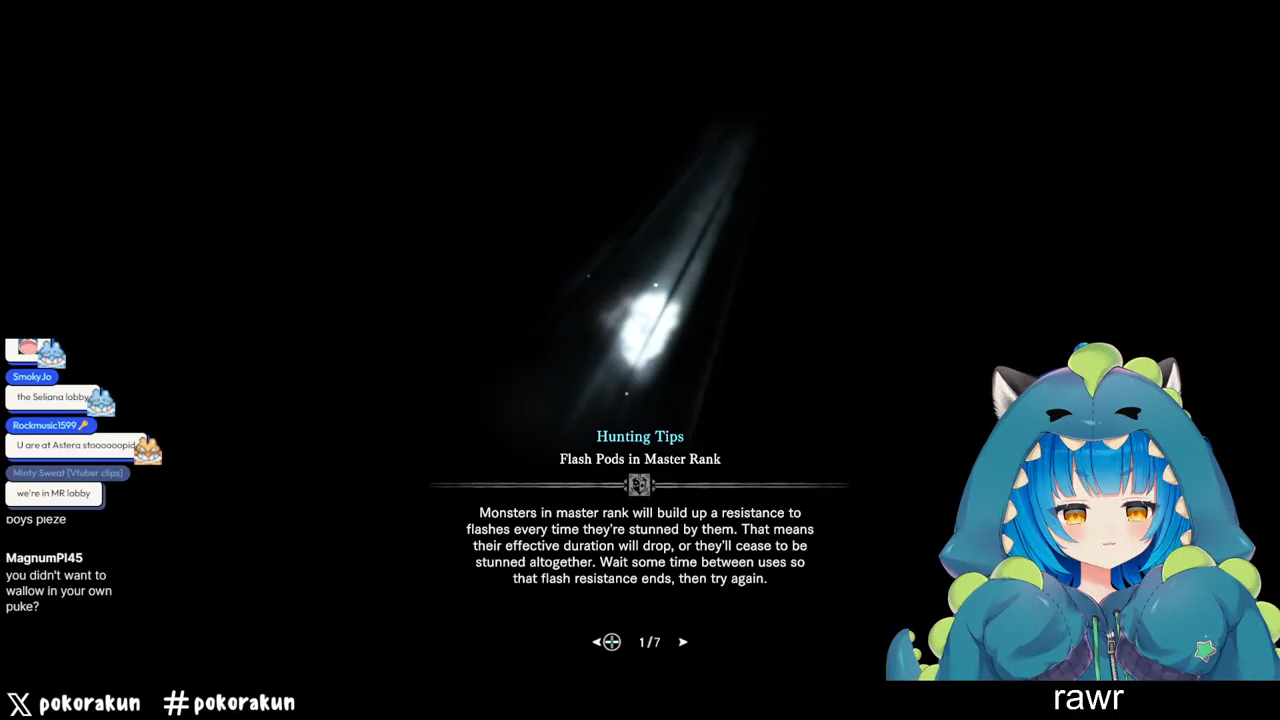 Hunting Tips
Flash Pods in Master Rank
Monsters in master rank will build up a resistance to
flashes every time they're stunned by them. That means
their effective duration will drop, or they'll cease to be
stunned altogether. Wait some time between uses so
that flash resistance ends, then try again.
1/7
SmokyJo
the Seliana lobby
Rockmusic1599
U are at Astera stoooooopid
Minty Sweat [Vtuber clips]
we're in MR lobby
boys pleze
MagnumPI45
you didn't want to
wallow in your own
puke?
X pokorakun #pokorakun
rawr